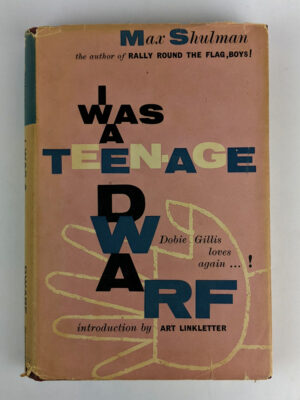 Max Shulman
the author of RALLY ROUND THE FLAG, BOYS!
I
WAS
A
TEEN-AGE
DWARF
Dobie Gillis
loves
again ... !
introduction by ART LINKLETTER